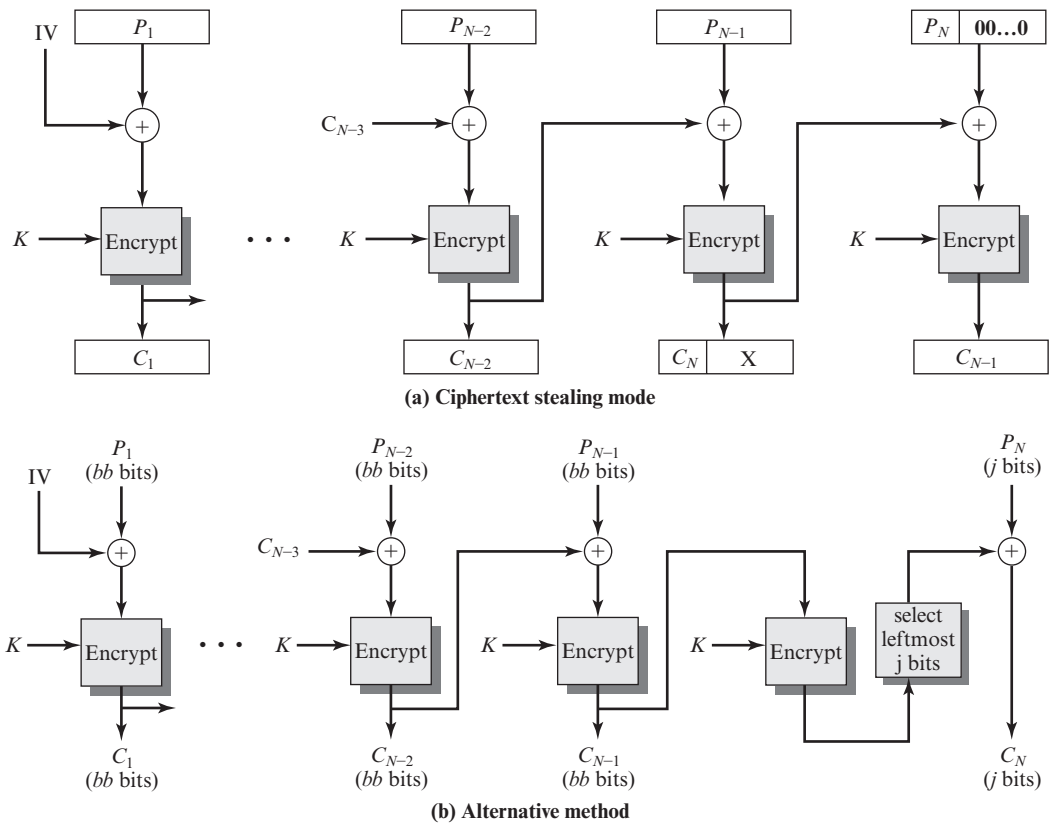 IV
P1
PN–2
PN–1
PN 00...0
+
CN–3
+
+
+
K
Encrypt
• • •
K
Encrypt
K
Encrypt
K
Encrypt
C1
CN–2
CN X
CN–1
(a) Ciphertext stealing mode
IV
P1
(bb bits)
PN–2
(bb bits)
PN–1
(bb bits)
PN
(j bits)
+
CN–3
+
+
+
K
Encrypt
• • •
K
Encrypt
K
Encrypt
K
Encrypt
select
leftmost
j bits
C1
(bb bits)
CN–2
(bb bits)
CN–1
(bb bits)
CN
(j bits)
(b) Alternative method